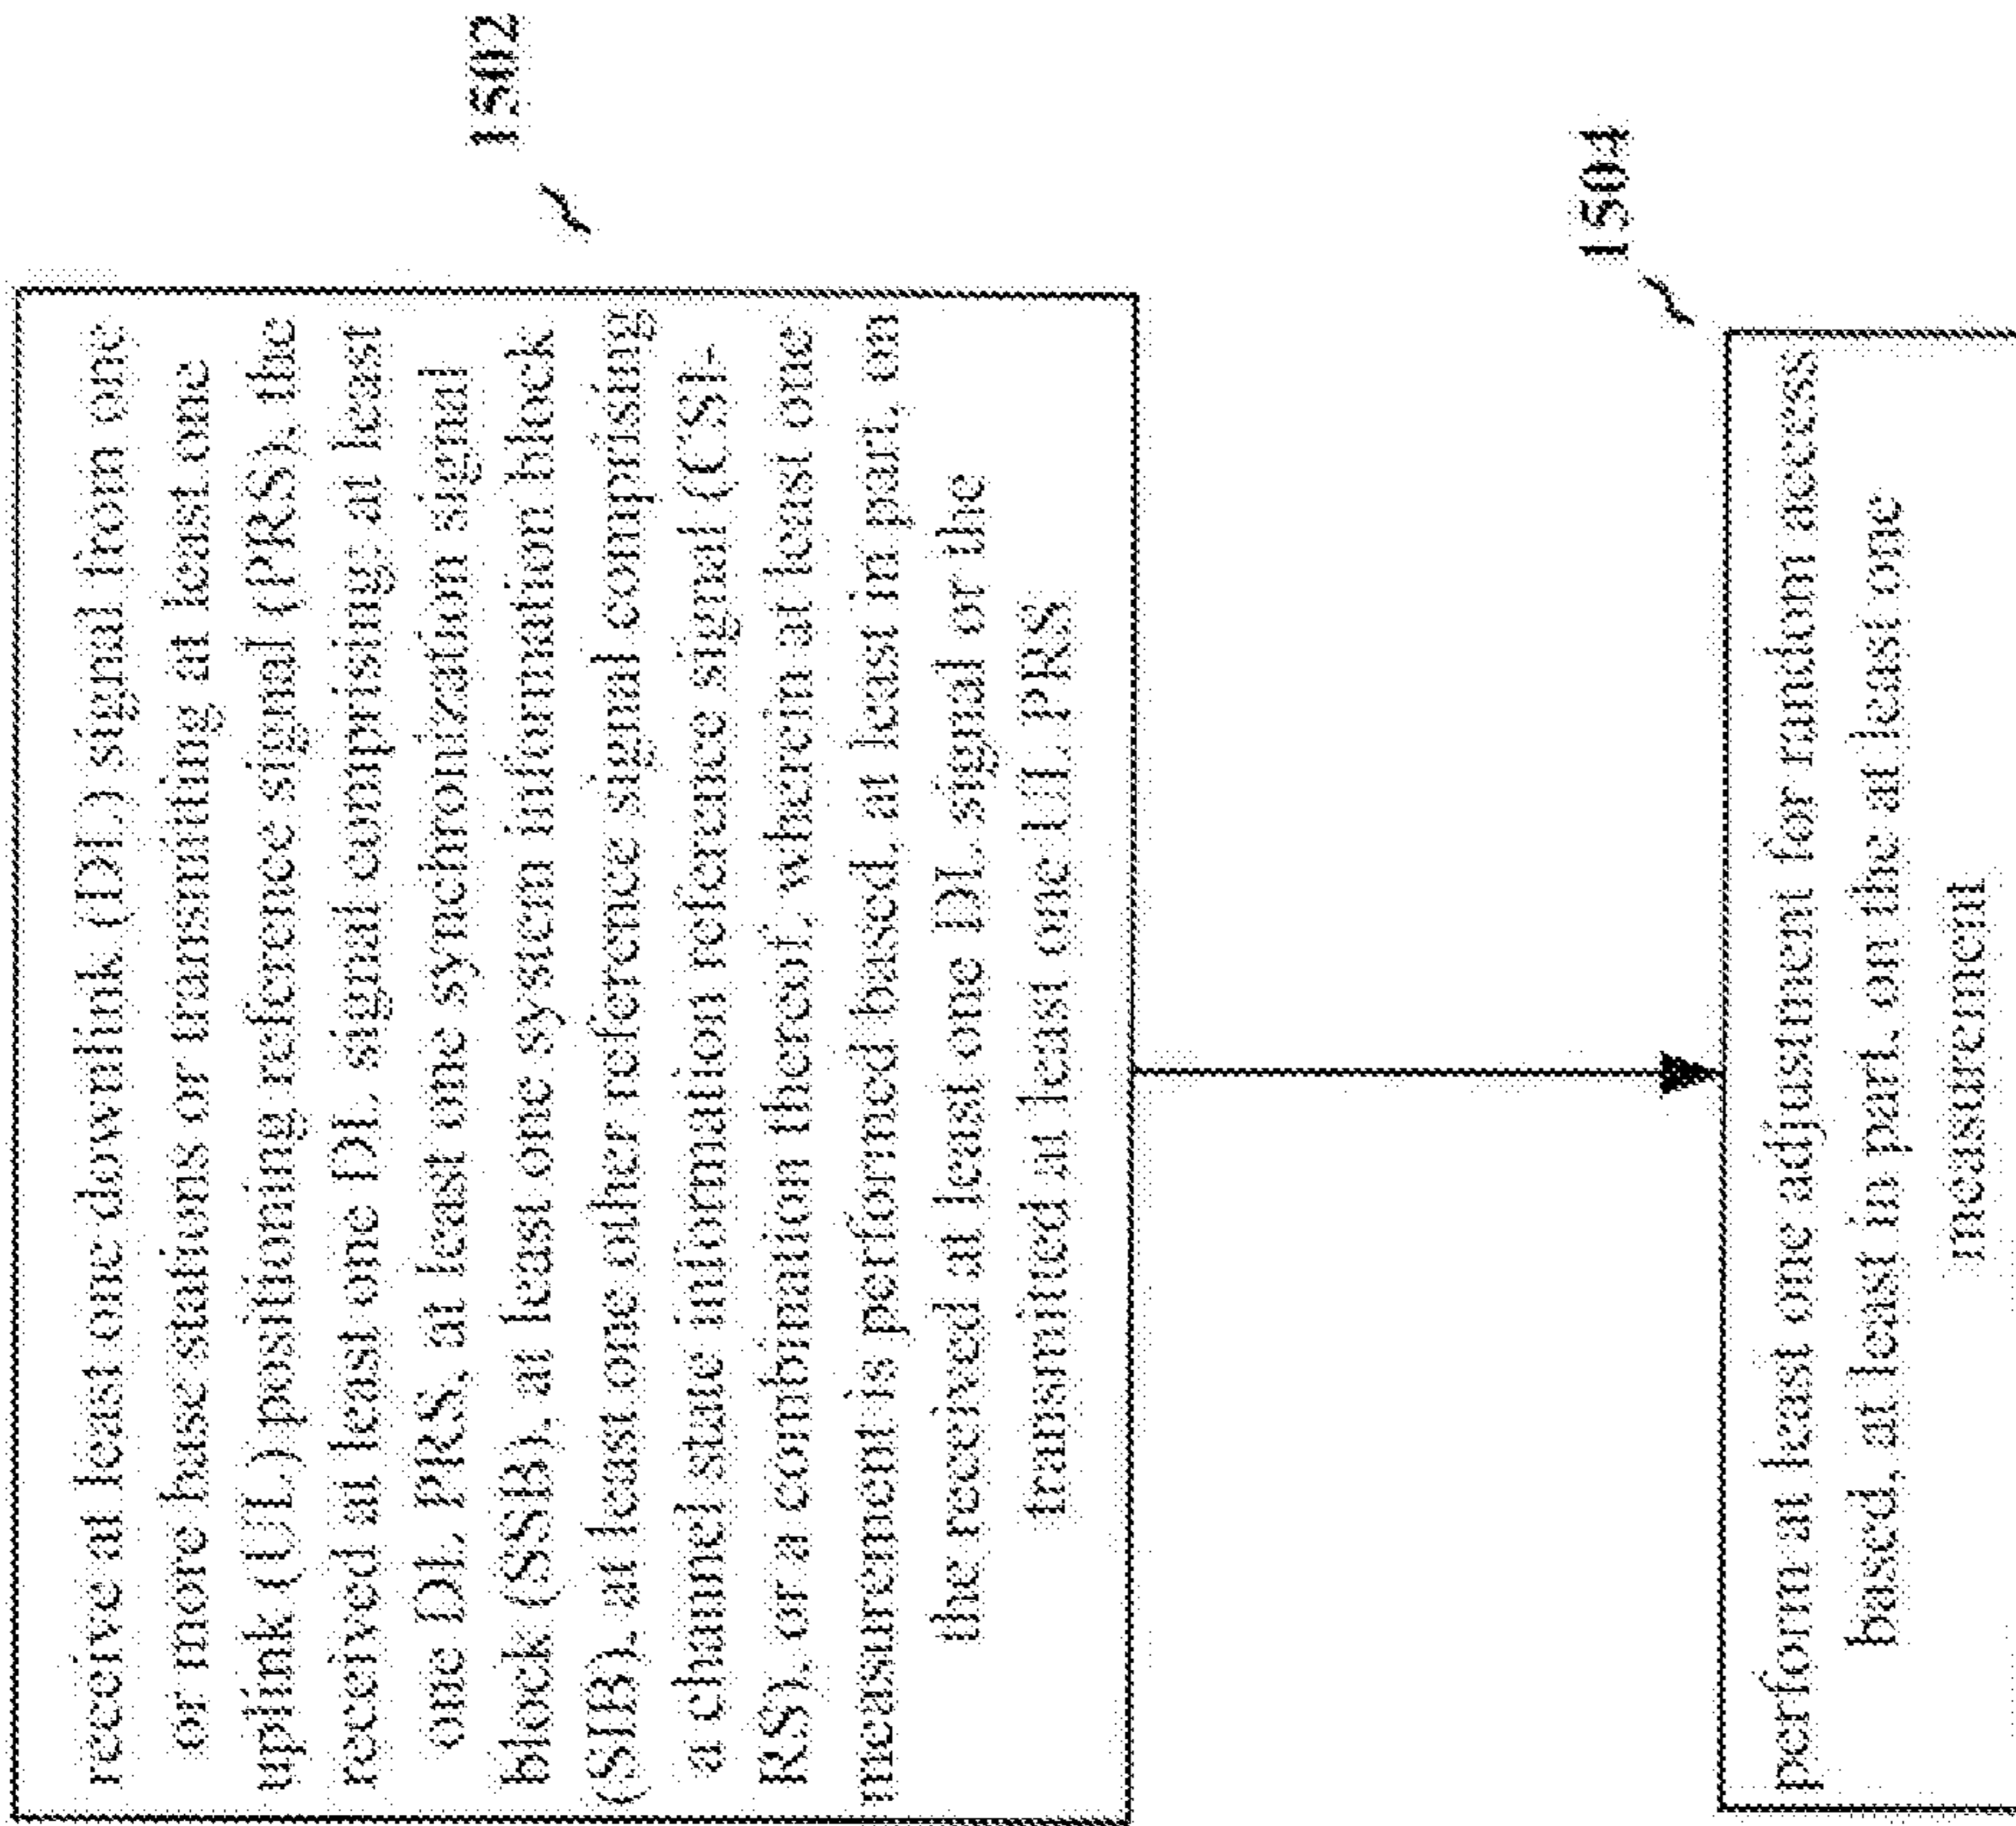 receive at least one downlink (DL) signal from one
or more base stations or transmitting at least one
uplink (UL) positioning reference signal (PRS), the
received at least one DL signal comprising, at least
one DL PRS, at least one synchronization signal
block (SSB), at least one system information block
(SIB), at least one other reference signal comprising
a channel state information reference signal (CSI-
RS), or a combination thereof, wherein at least one
measurement is performed based, at least in part, on
the received at least one DL signal or the
transmitted at least one UL PRS
1502
perform at least one adjustment for random access
based, at least in part, on the at least one
measurement
1504